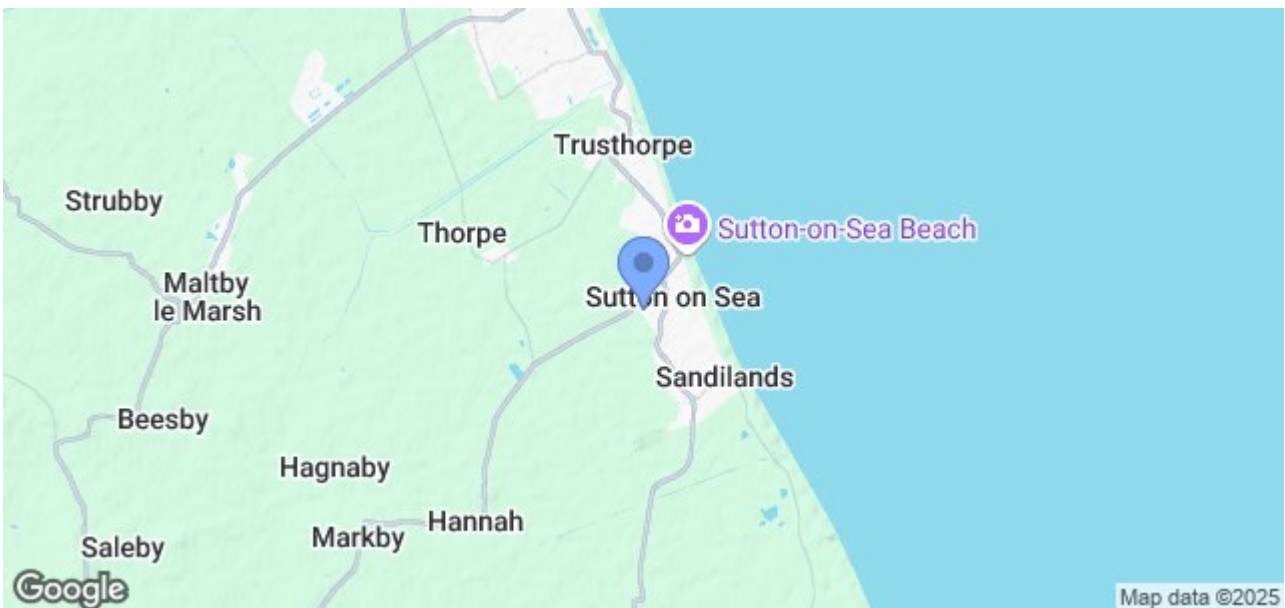 Trusthorpe
Strubby
Thorpe
Sutton-on-Sea Beach
Maltby
le Marsh
Sutton on Sea
Sandilands
Beesby
Hagnaby
Hannah
Markby
Saleby
Google
Map data ©2025